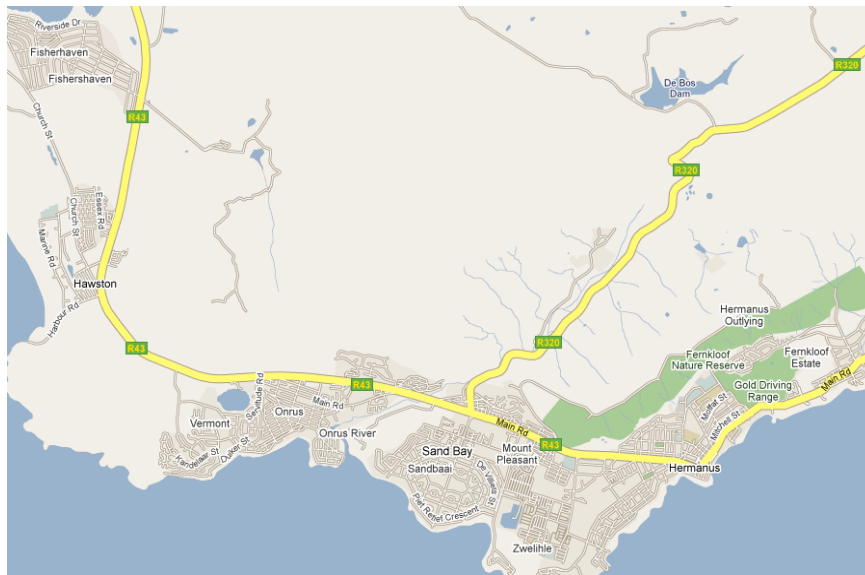 Riverside Dr
Fisherhaven
Fishershaven
R43
Church St
Essex Rd
Church St
Marine Rd
Hawston
Harbour Rd
R43
R320
De Bos
Dam
R320
R320
R320
Hermanus
Outlying
Fernkloof
Nature Reserve
Fernkloof
Estate
Gold Driving
Range
Main Rd
Moffat St
Mitchell St
R43
Servitude Rd
Main Rd
Onrus
Vermont
Onrus River
Kandelaar St
Duiker St
Main Rd
R43
Sand Bay
Sandbaai
Mount
Pleasant
De Villiers St
Piet Retief Crescent
Hermanus
Zwelihle